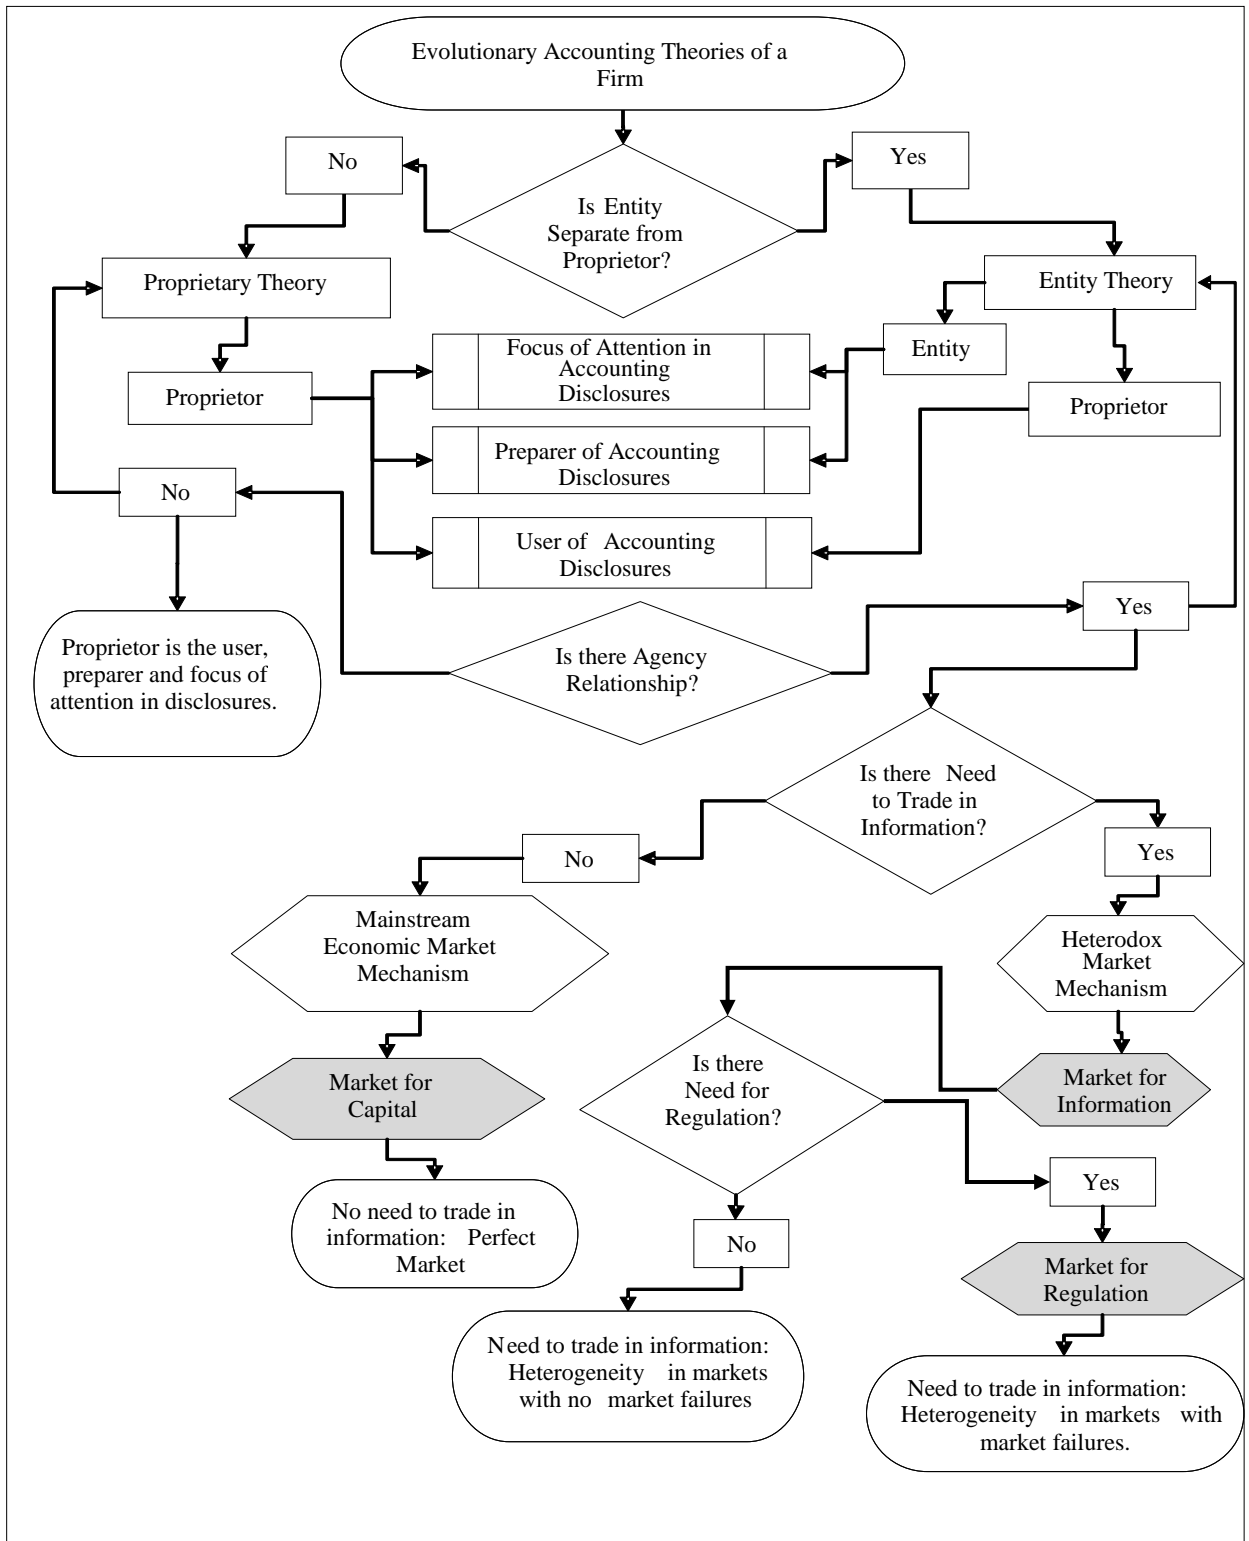 Evolutionary Accounting Theories of a
Firm
No
Yes
Is Entity
Separate from
Proprietor?
Proprietary Theory
Entity Theory
Focus of Attention in
Accounting
Disclosures
Entity
Proprietor
Proprietor
Preparer of Accounting
Disclosures
No
User of Accounting
Disclosures
Yes
Proprietor is the user,
preparer and focus of
attention in disclosures.
Is there Agency
Relationship?
Is there Need
to Trade in
Information?
No
Yes
Mainstream
Economic Market
Mechanism
Heterodox
Market
Mechanism
Market for
Capital
Is there
Need for
Regulation?
Market for
Information
No need to trade in
information: Perfect
Market
Yes
No
Market for
Regulation
Need to trade in information:
Heterogeneity in markets
with no market failures
Need to trade in information:
Heterogeneity in markets with
market failures.